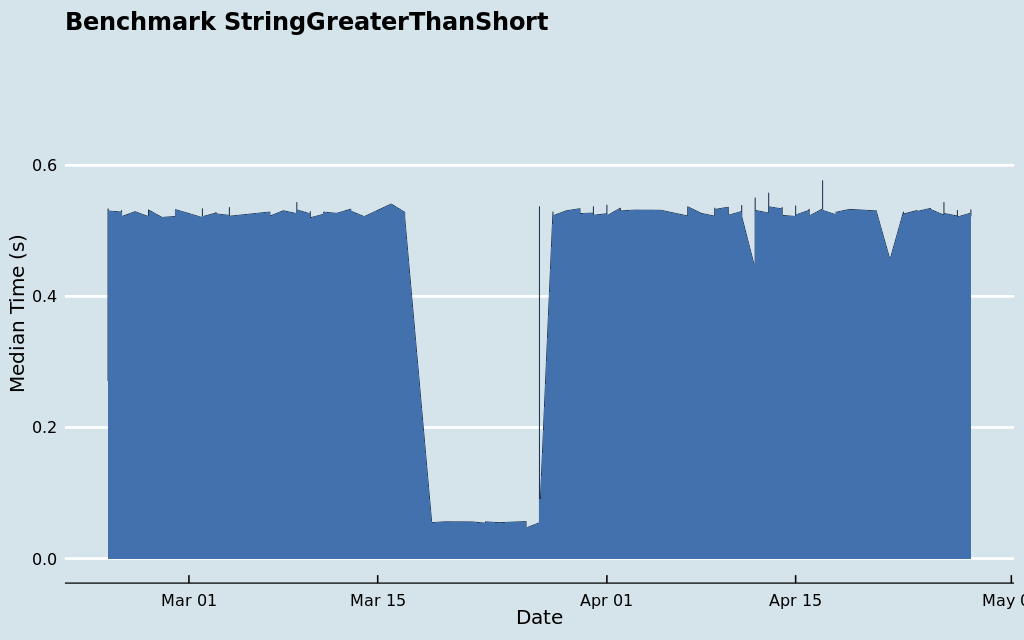 Benchmark StringGreaterThanShort
Median Time (s)
0.6
0.4
0.2
0.0
Mar 01
Mar 15
Apr 01
Apr 15
May 0
Date